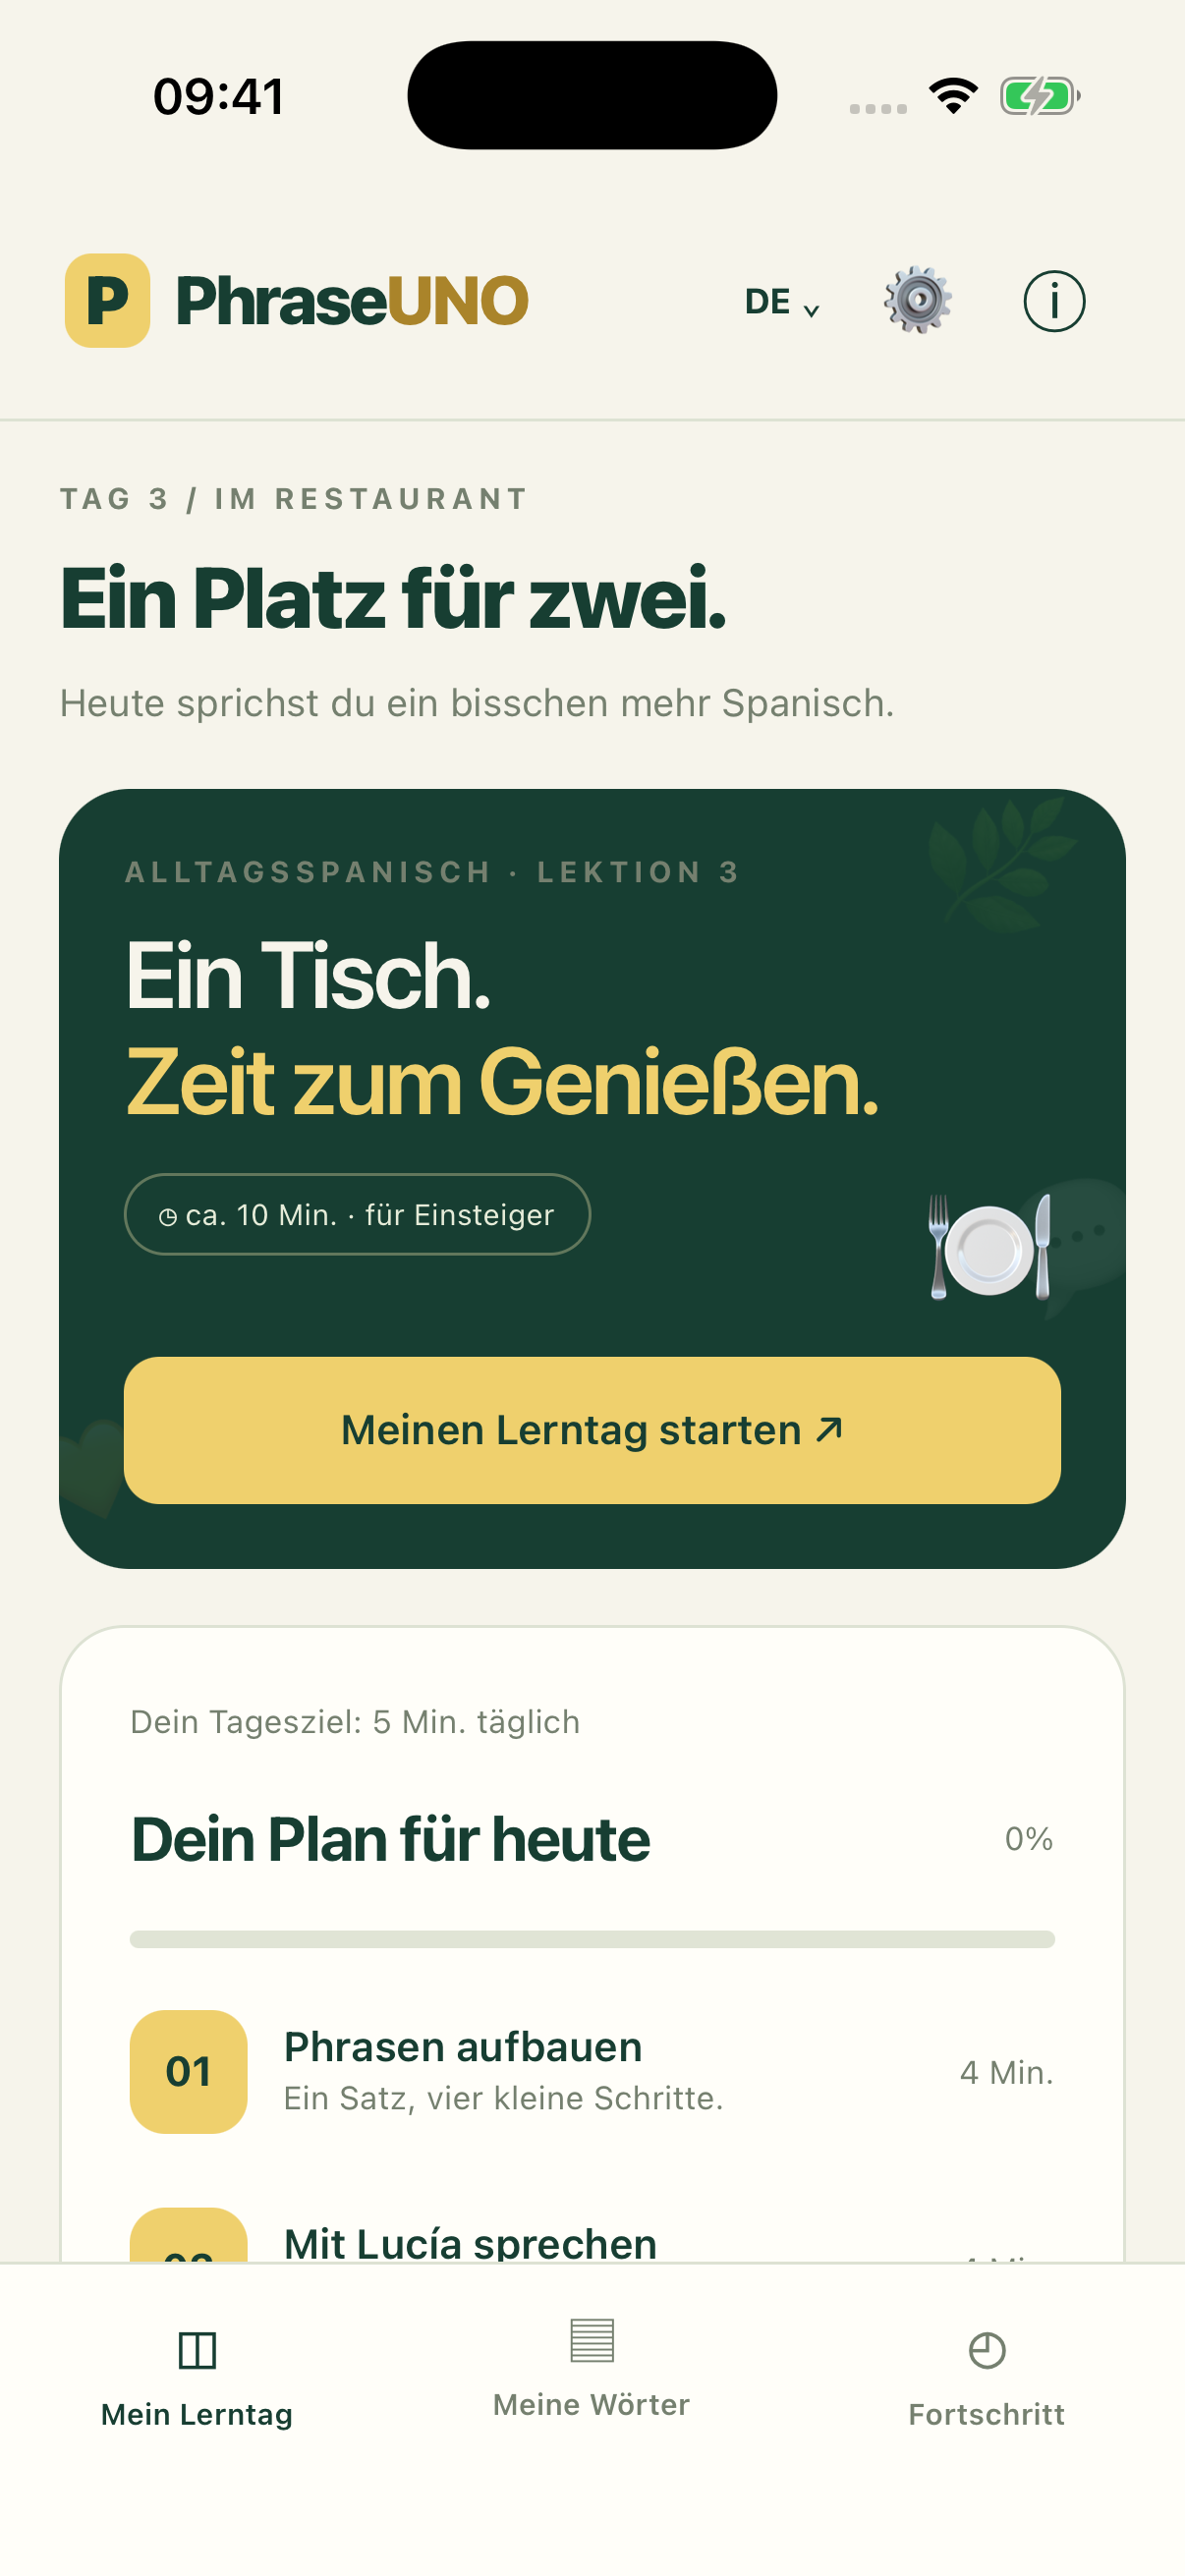 09:41
P PhraseUNO DE
TAG 3 / IM RESTAURANT
Ein Platz für zwei.
Heute sprichst du ein bisschen mehr Spanisch.
ALLTAGSSPANISCH · LEKTION 3
Ein Tisch.
Zeit zum Genießen.
ca. 10 Min. · für Einsteiger
Meinen Lerntag starten ↗
Dein Tagesziel: 5 Min. täglich
Dein Plan für heute 0%
01 Phrasen aufbauen 4 Min.
Ein Satz, vier kleine Schritte.
Mit Lucía sprechen
Mein Lerntag Meine Wörter Fortschritt